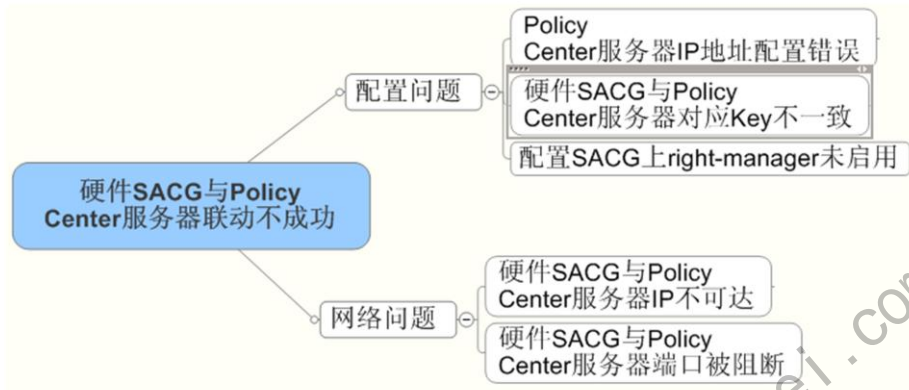 Policy
Center服务器IP地址配置错误
配置问题
硬件SACG与Policy
Center服务器对应Key不一致
配置SACG上right-manager未启用
硬件SACG与Policy
Center服务器联动不成功
硬件SACG与Policy
Center服务器IP不可达
网络问题
硬件SACG与Policy
Center服务器端口被阻断
ei.com